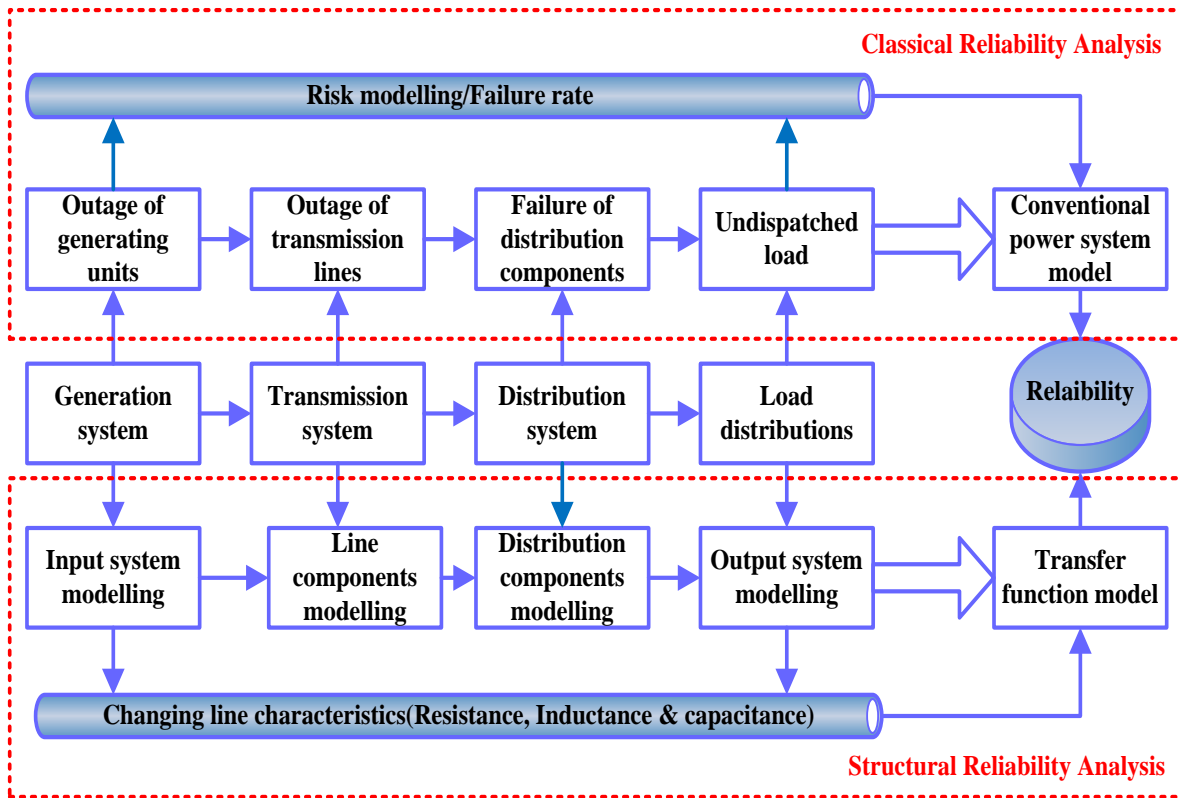 Classical Reliability Analysis
Risk modelling/Failure rate
Outage of
generating
units
Outage of
transmission
lines
Failure of
distribution
components
Undispatched
load
Conventional
power system
model
Generation
system
Transmission
system
Distribution
system
Load
distributions
Relaibility
Input system
modelling
Line
components
modelling
Distribution
components
modelling
Output system
modelling
Transfer
function model
Changing line characteristics(Resistance, Inductance & capacitance)
Structural Reliability Analysis